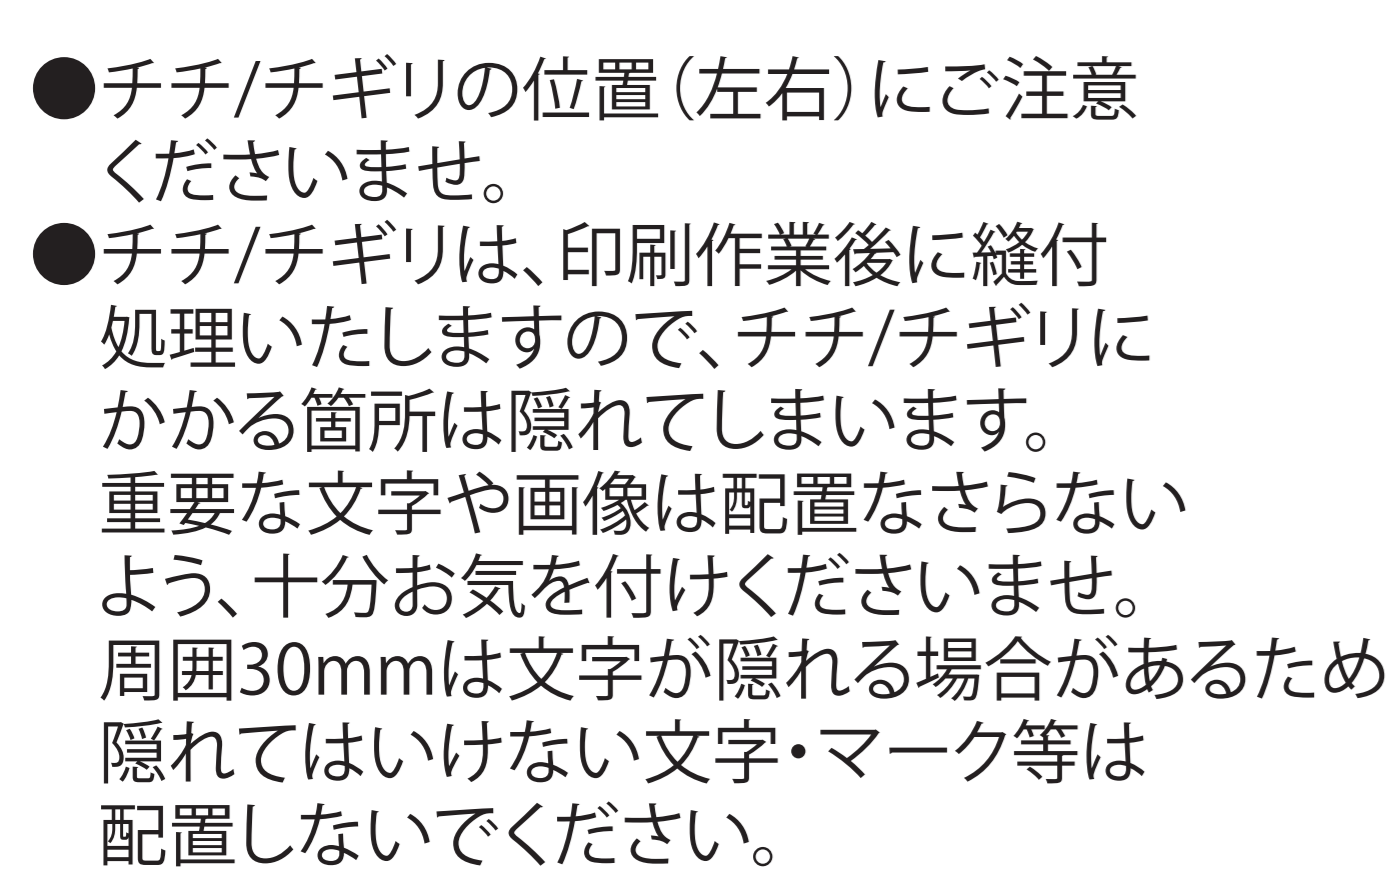 ●チチ/チギリの位置（左右）にご注意
くださいませ。
●チチ/チギリは、印刷作業後に縫付
処理いたしますので、チチ/チギリに
かかる箇所は隠れてしまいます。
重要な文字や画像は配置なさらない
よう、十分お気を付けくださいませ。
周囲30mmは文字が隠れる場合があるため
隠れてはいけない文字・マーク等は
配置しないでください。